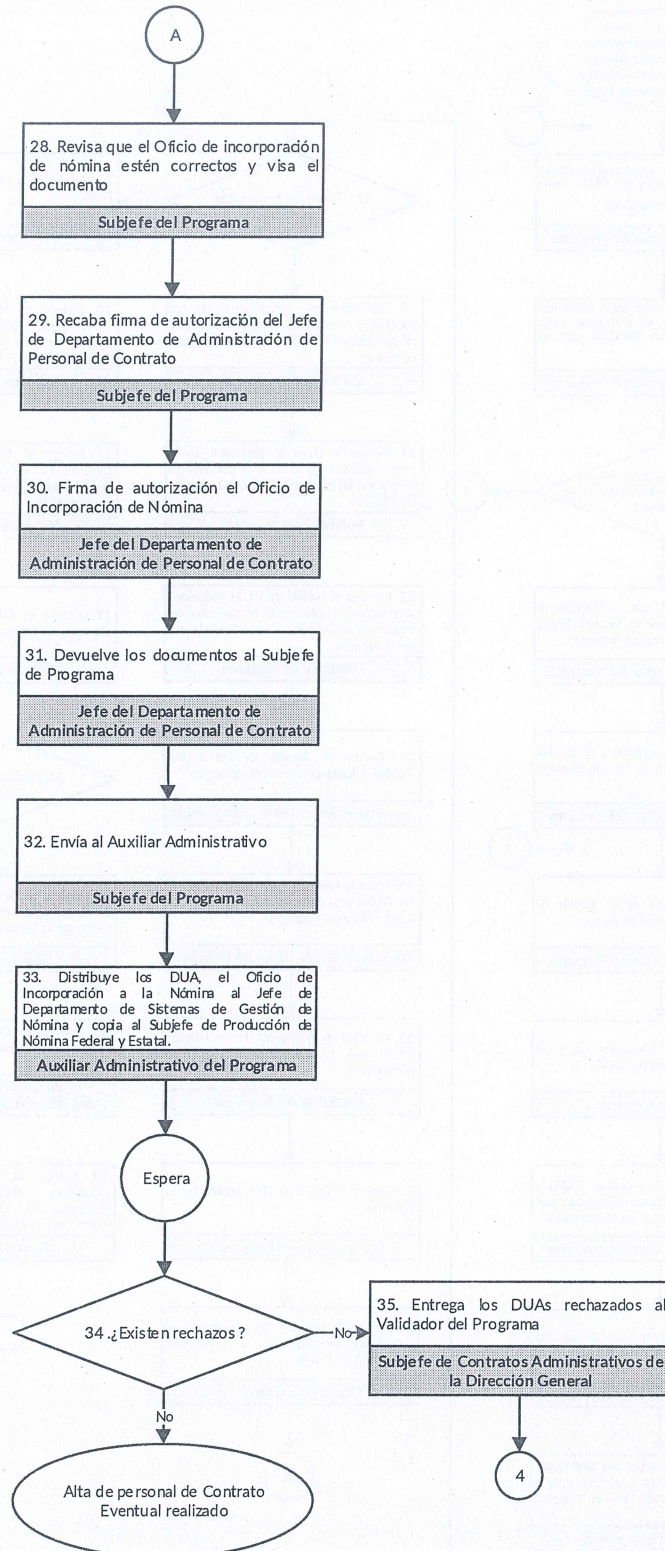 A
28. Revisa que el Oficio de incorporación
de nómina estén correctos y visa el
documento
Subjefe del Programa
29. Recaba firma de autorización del Jefe
de Departamento de Administración de
Personal de Contrato
Subjefe del Programa
30. Firma de autorización el Oficio de
Incorporación de Nómina
Jefe del Departamento de
Administración de Personal de Contrato
31. Devuelve los documentos al Subjefe
de Programa
Jefe del Departamento de
Administración de Personal de Contrato
32. Envía al Auxiliar Administrativo
Subjefe del Programa
33. Distribuye los DUA, el Oficio de
Incorporación a la Nómina al Jefe de
Departamento de Sistemas de Gestión de
Nómina y copia al Subjefe de Producción de
Nómina Federal y Estatal.
Auxiliar Administrativo del Programa
Espera
34 .¿Existen rechazos ?
No
35. Entrega los DUAs rechazados al
Validador del Programa
Subjefe de Contratos Administrativos de
la Dirección General
No
4
Alta de personal de Contrato
Eventual realizado